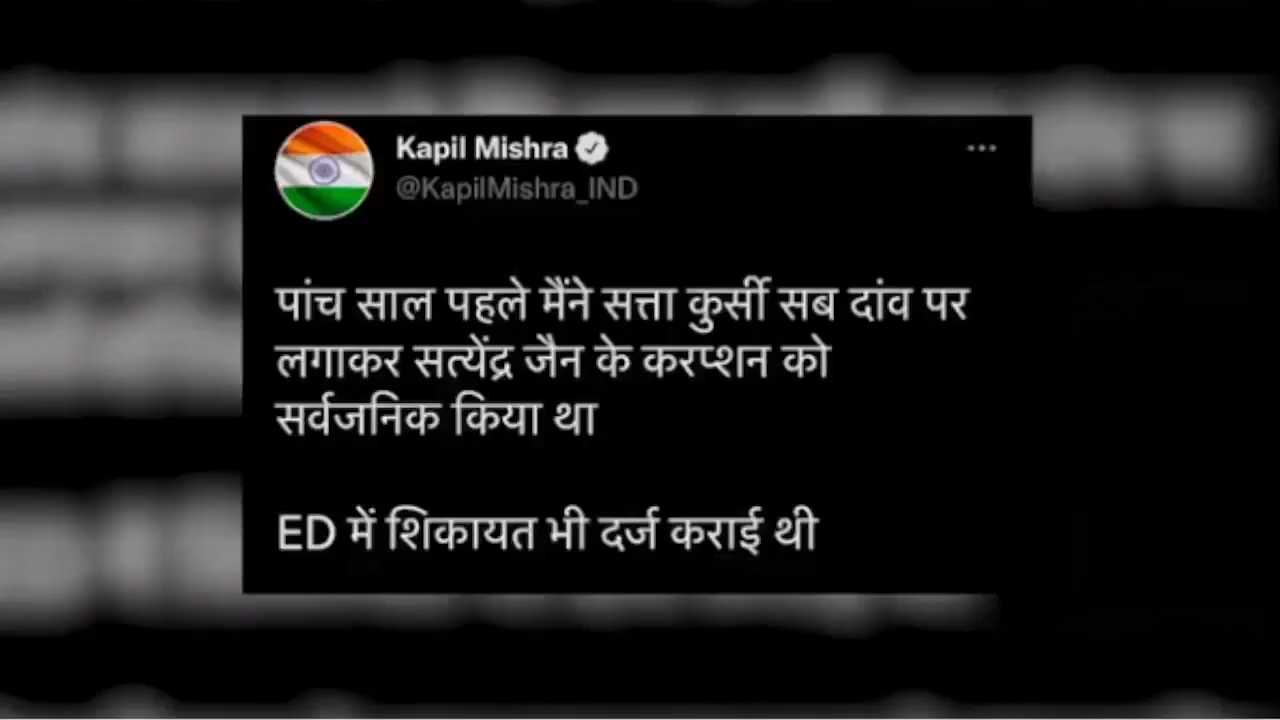 Kapil Mishra
@KapilMishra_IND
पांच साल पहले मैंने सत्ता कुर्सी सब दांव पर
लगाकर सत्येंद्र जैन के करप्शन को
सर्वजनिक किया था
ED में शिकायत भी दर्ज कराई थी